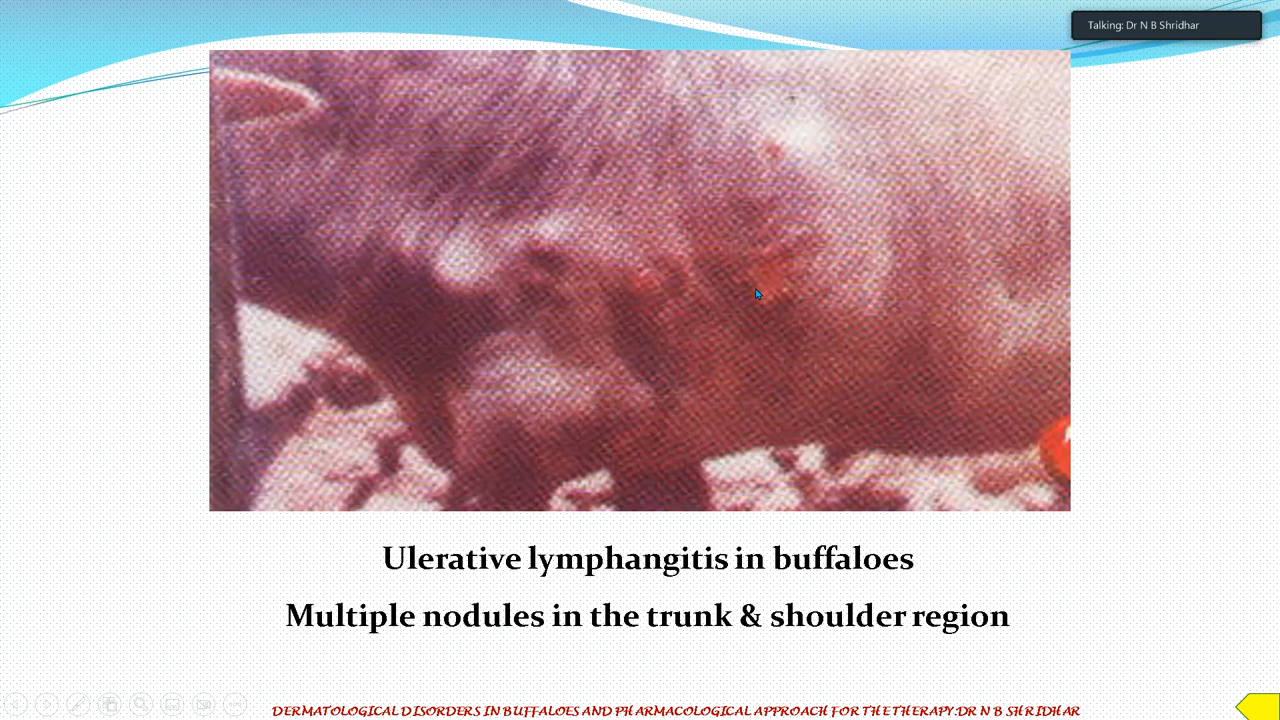 Talking: Dr N B Shridhar
Ulerative lymphangitis in buffaloes
Multiple nodules in the trunk & shoulder region
DERMATOLOGICAL DISORDERS IN BUFFALOES AND PHARMACOLOGICAL APPROACH FOR THE THERAPY:DR N B SHRIDHAR